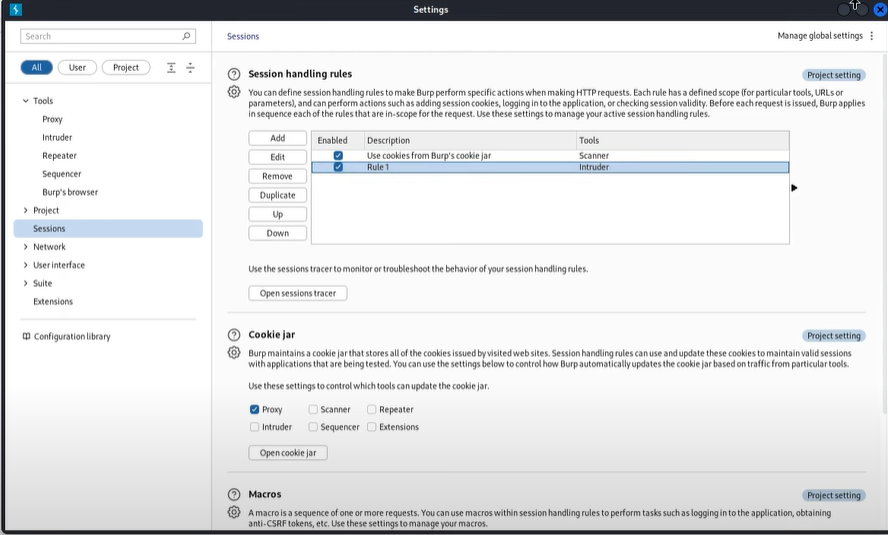 Settings
Search
All User Project
Tools
Proxy
Intruder
Repeater
Sequencer
Burp's browser
Project
Sessions
Network
User interface
Suite
Extensions
Configuration library
Sessions
Manage global settings
Session handling rules
Project setting
You can define session handling rules to make Burp perform specific actions when making HTTP requests. Each rule has a defined scope (for particular tools, URLs or
parameters), and can perform actions such as adding session cookies, logging in to the application, or checking session validity. Before each request is issued, Burp applies
in sequence each of the rules that are in-scope for the request. Use these settings to manage your active session handling rules.
Add
Edit
Remove
Duplicate
Up
Down
Enabled Description Tools
Use cookies from Burp's cookie jar Scanner
Rule 1 Intruder
Use the sessions tracer to monitor or troubleshoot the behavior of your session handling rules.
Open sessions tracer
Cookie jar
Project setting
Burp maintains a cookie jar that stores all of the cookies issued by visited web sites. Session handling rules can use and update these cookies to maintain valid sessions
with applications that are being tested. You can use the settings below to control how Burp automatically updates the cookie jar based on traffic from particular tools.
Use these settings to control which tools can update the cookie jar.
Proxy Scanner Repeater
Intruder Sequencer Extensions
Open cookie jar
Macros
Project setting
A macro is a sequence of one or more requests. You can use macros within session handling rules to perform tasks such as logging in to the application, obtaining
anti-CSRF tokens, etc. Use these settings to manage your macros.